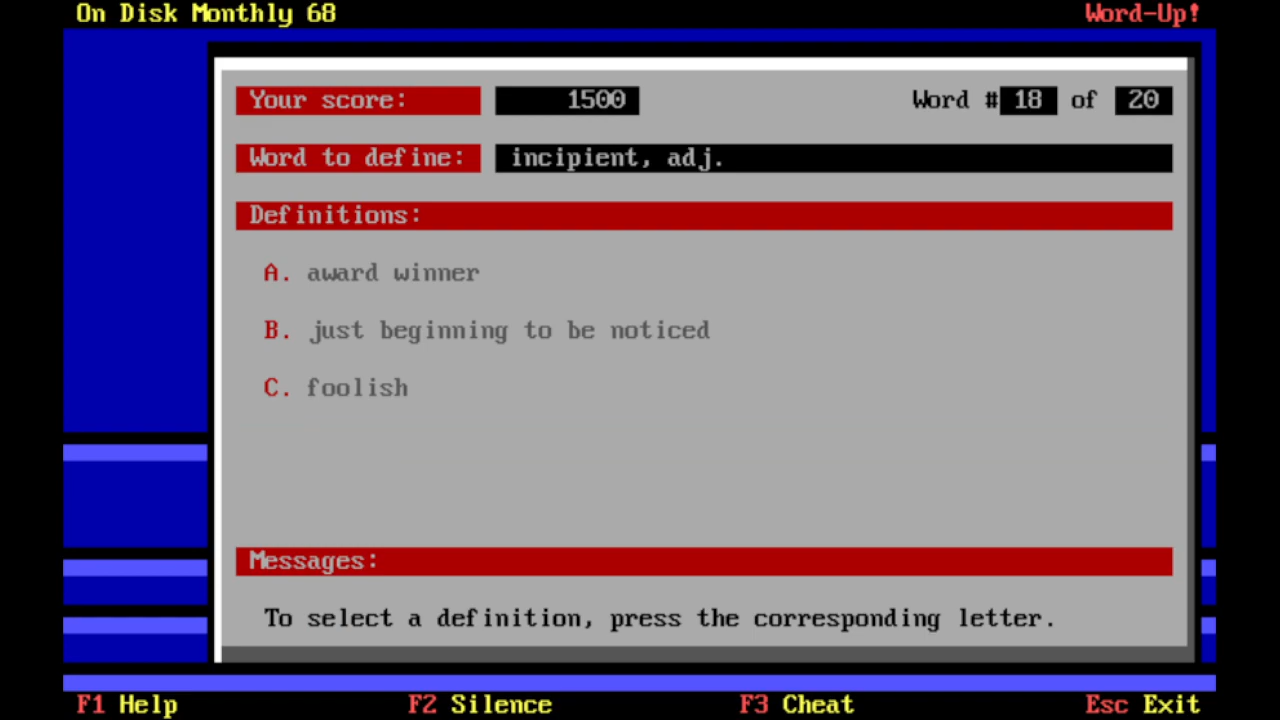 On Disk Monthly 68 Word-Up!
Your score: 1500 Word # 18 of 20
Word to define: incipient, adj.
Definitions:
A. award winner
B. just beginning to be noticed
C. foolish
Messages:
To select a definition, press the corresponding letter.
F1 Help F2 Silence F3 Cheat Esc Exit